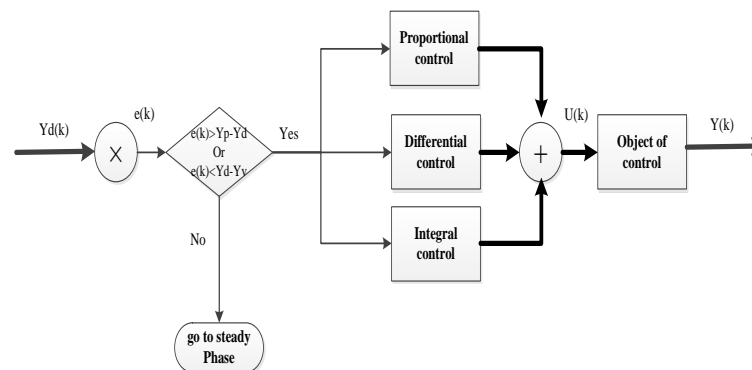 Proportional
control
Yd(k)
e(k)
×
e(k)>Yp-Yd
Or
e(k)<Yd-Yv
Yes
Differential
control
+
U(k)
Object of
control
Y(k)
Integral
control
No
go to steady
Phase